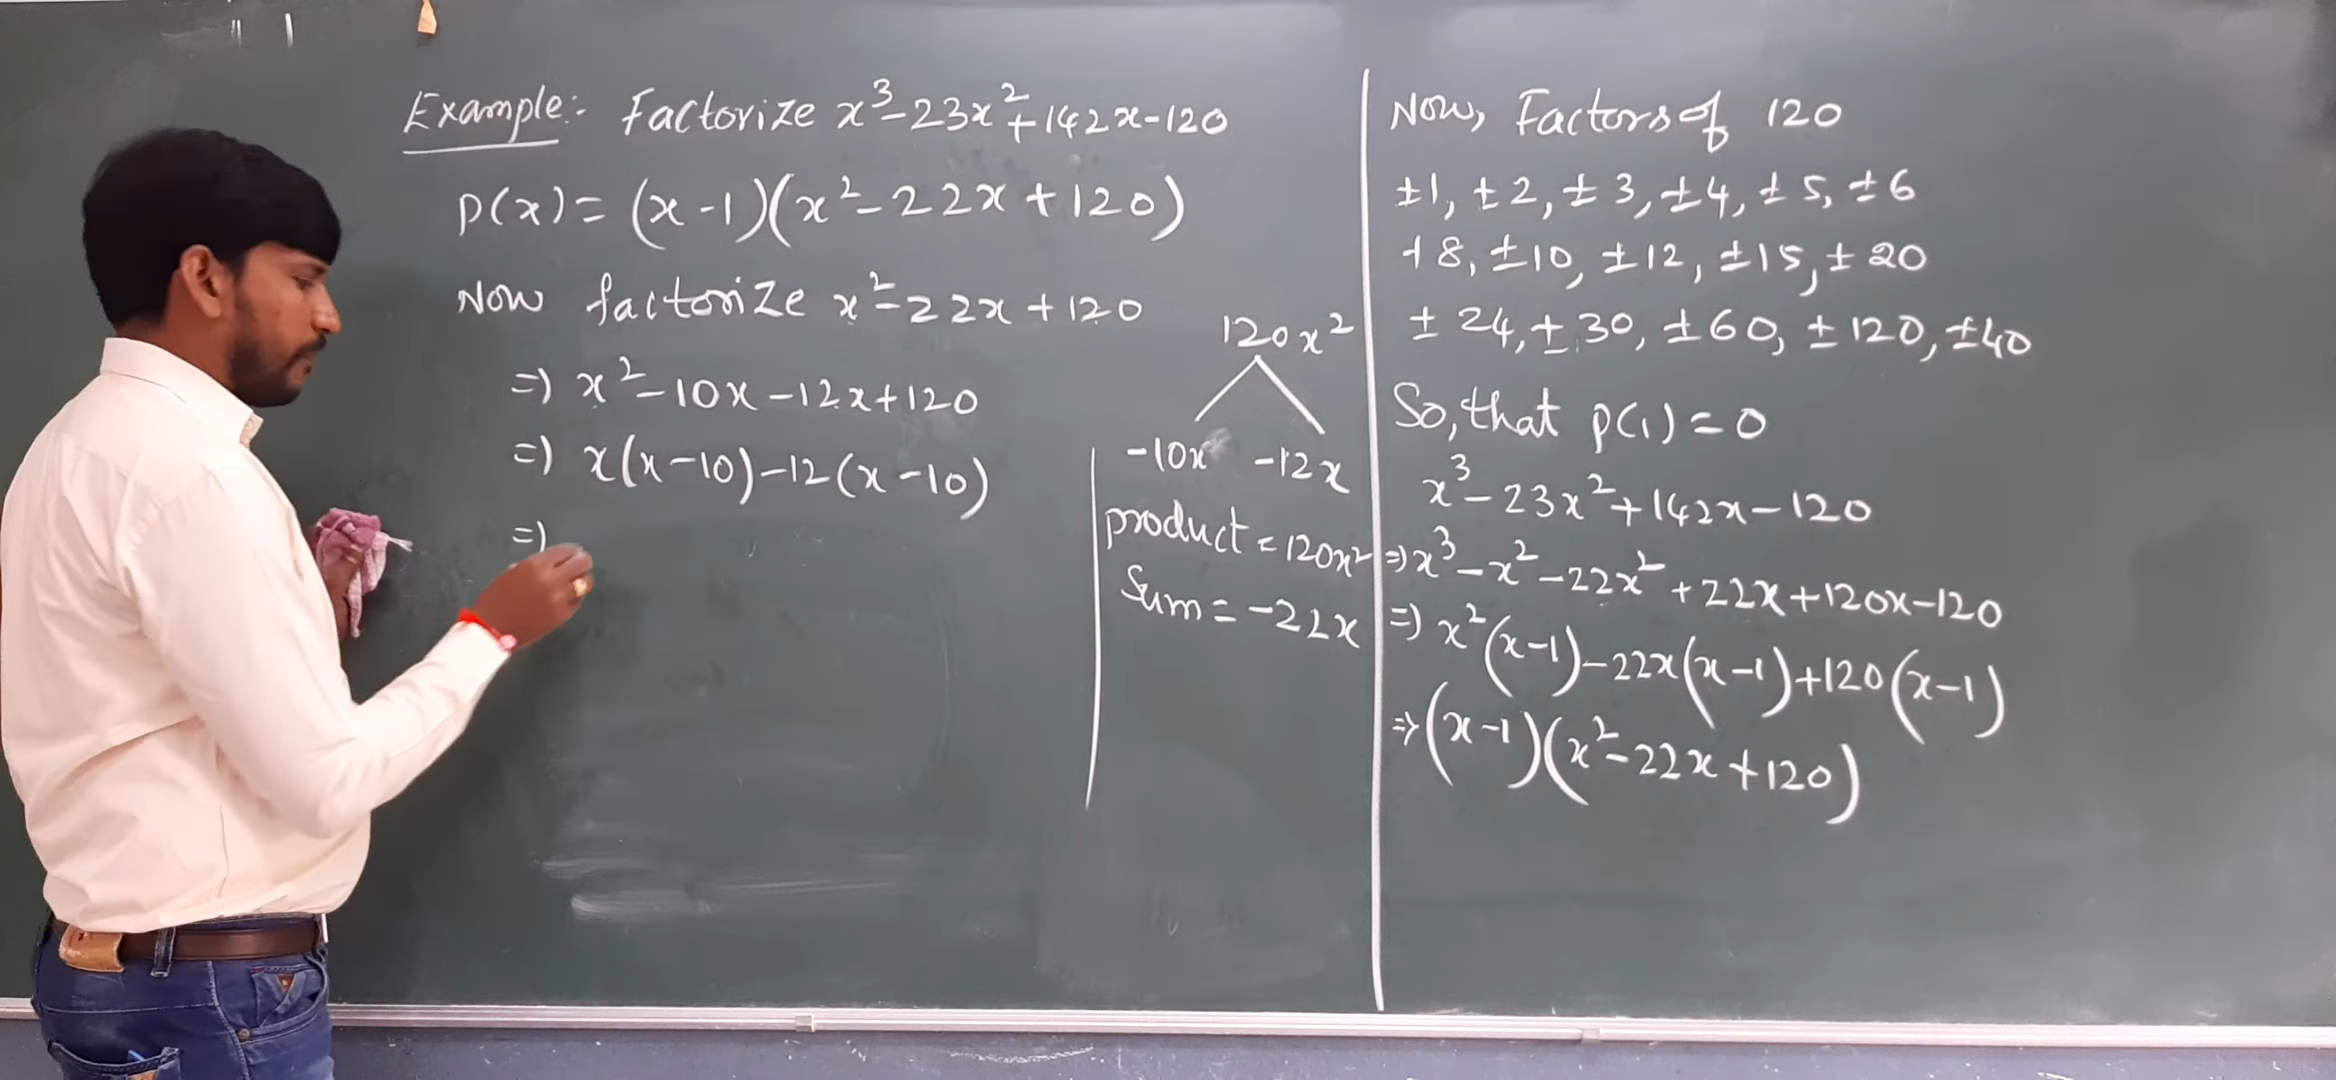 Example:- Factorize x³-23x²+142x-120
p(x) = (x-1)(x²-22x+120)
Now factorize x²-22x+120
=) x²-10x-12x+120
=) x(x-10)-12(x-10)
=)
120x²
-10x -12x
product = 120x²
Sum = -22x
Now, Factors of 120
±1, ±2, ±3, ±4, ±5, ±6
+8, ±10, ±12, ±15, ±20
±24, ±30, ±60, ±120, ±40
So, that p(1) = 0
x³-23x²+142x-120
=) x³-x²-22x²+22x+120x-120
=) x²(x-1)-22x(x-1)+120(x-1)
=> (x-1)(x²-22x+120)